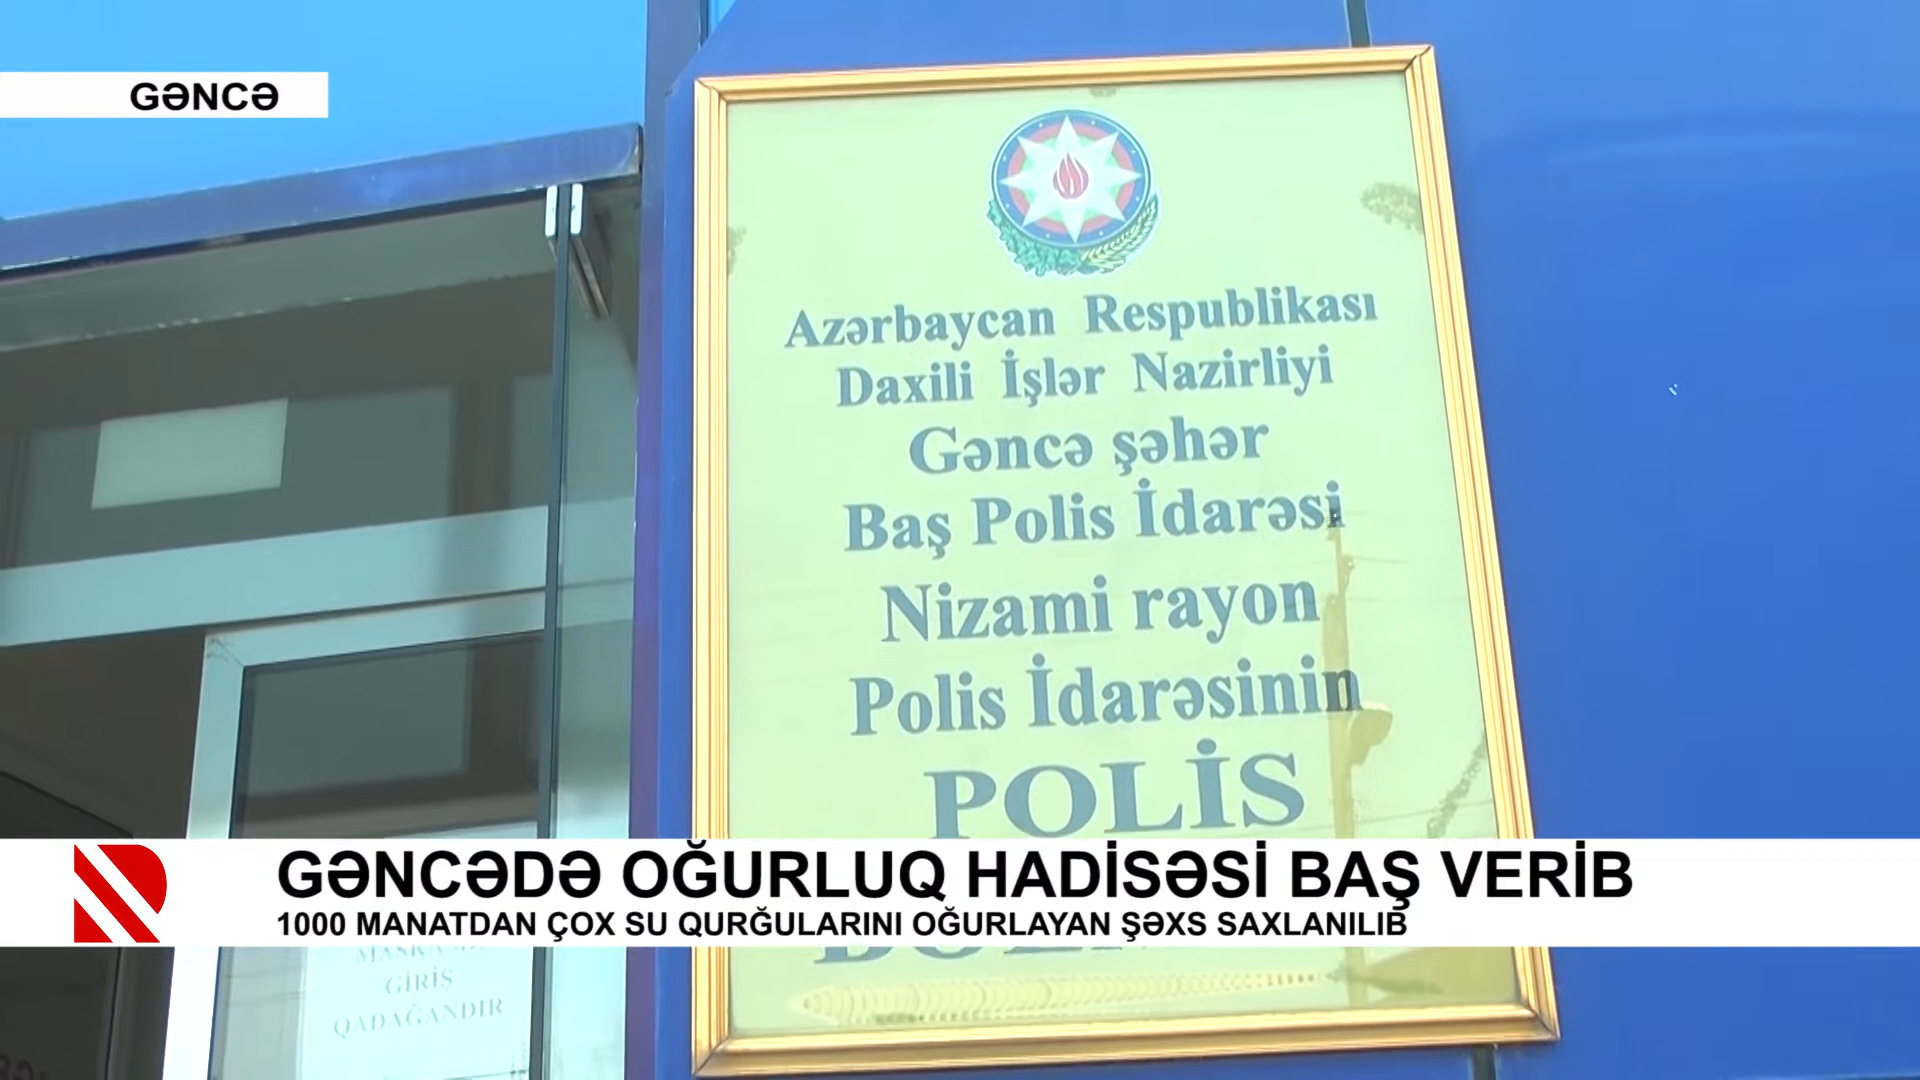 GƏNCƏ
Azərbaycan Respublikası
Daxili İşlər Nazirliyi
Gəncə şəhər
Baş Polis İdarəsi
Nizami rayon
Polis İdarəsinin
POLİS
GƏNCƏDƏ OĞURLUQ HADİSƏSİ BAŞ VERİB
1000 MANATDAN ÇOX SU QURĞULARINI OĞURLAYAN ŞƏXS SAXLANILIB
GİRİŞ
QADAĞANDIR